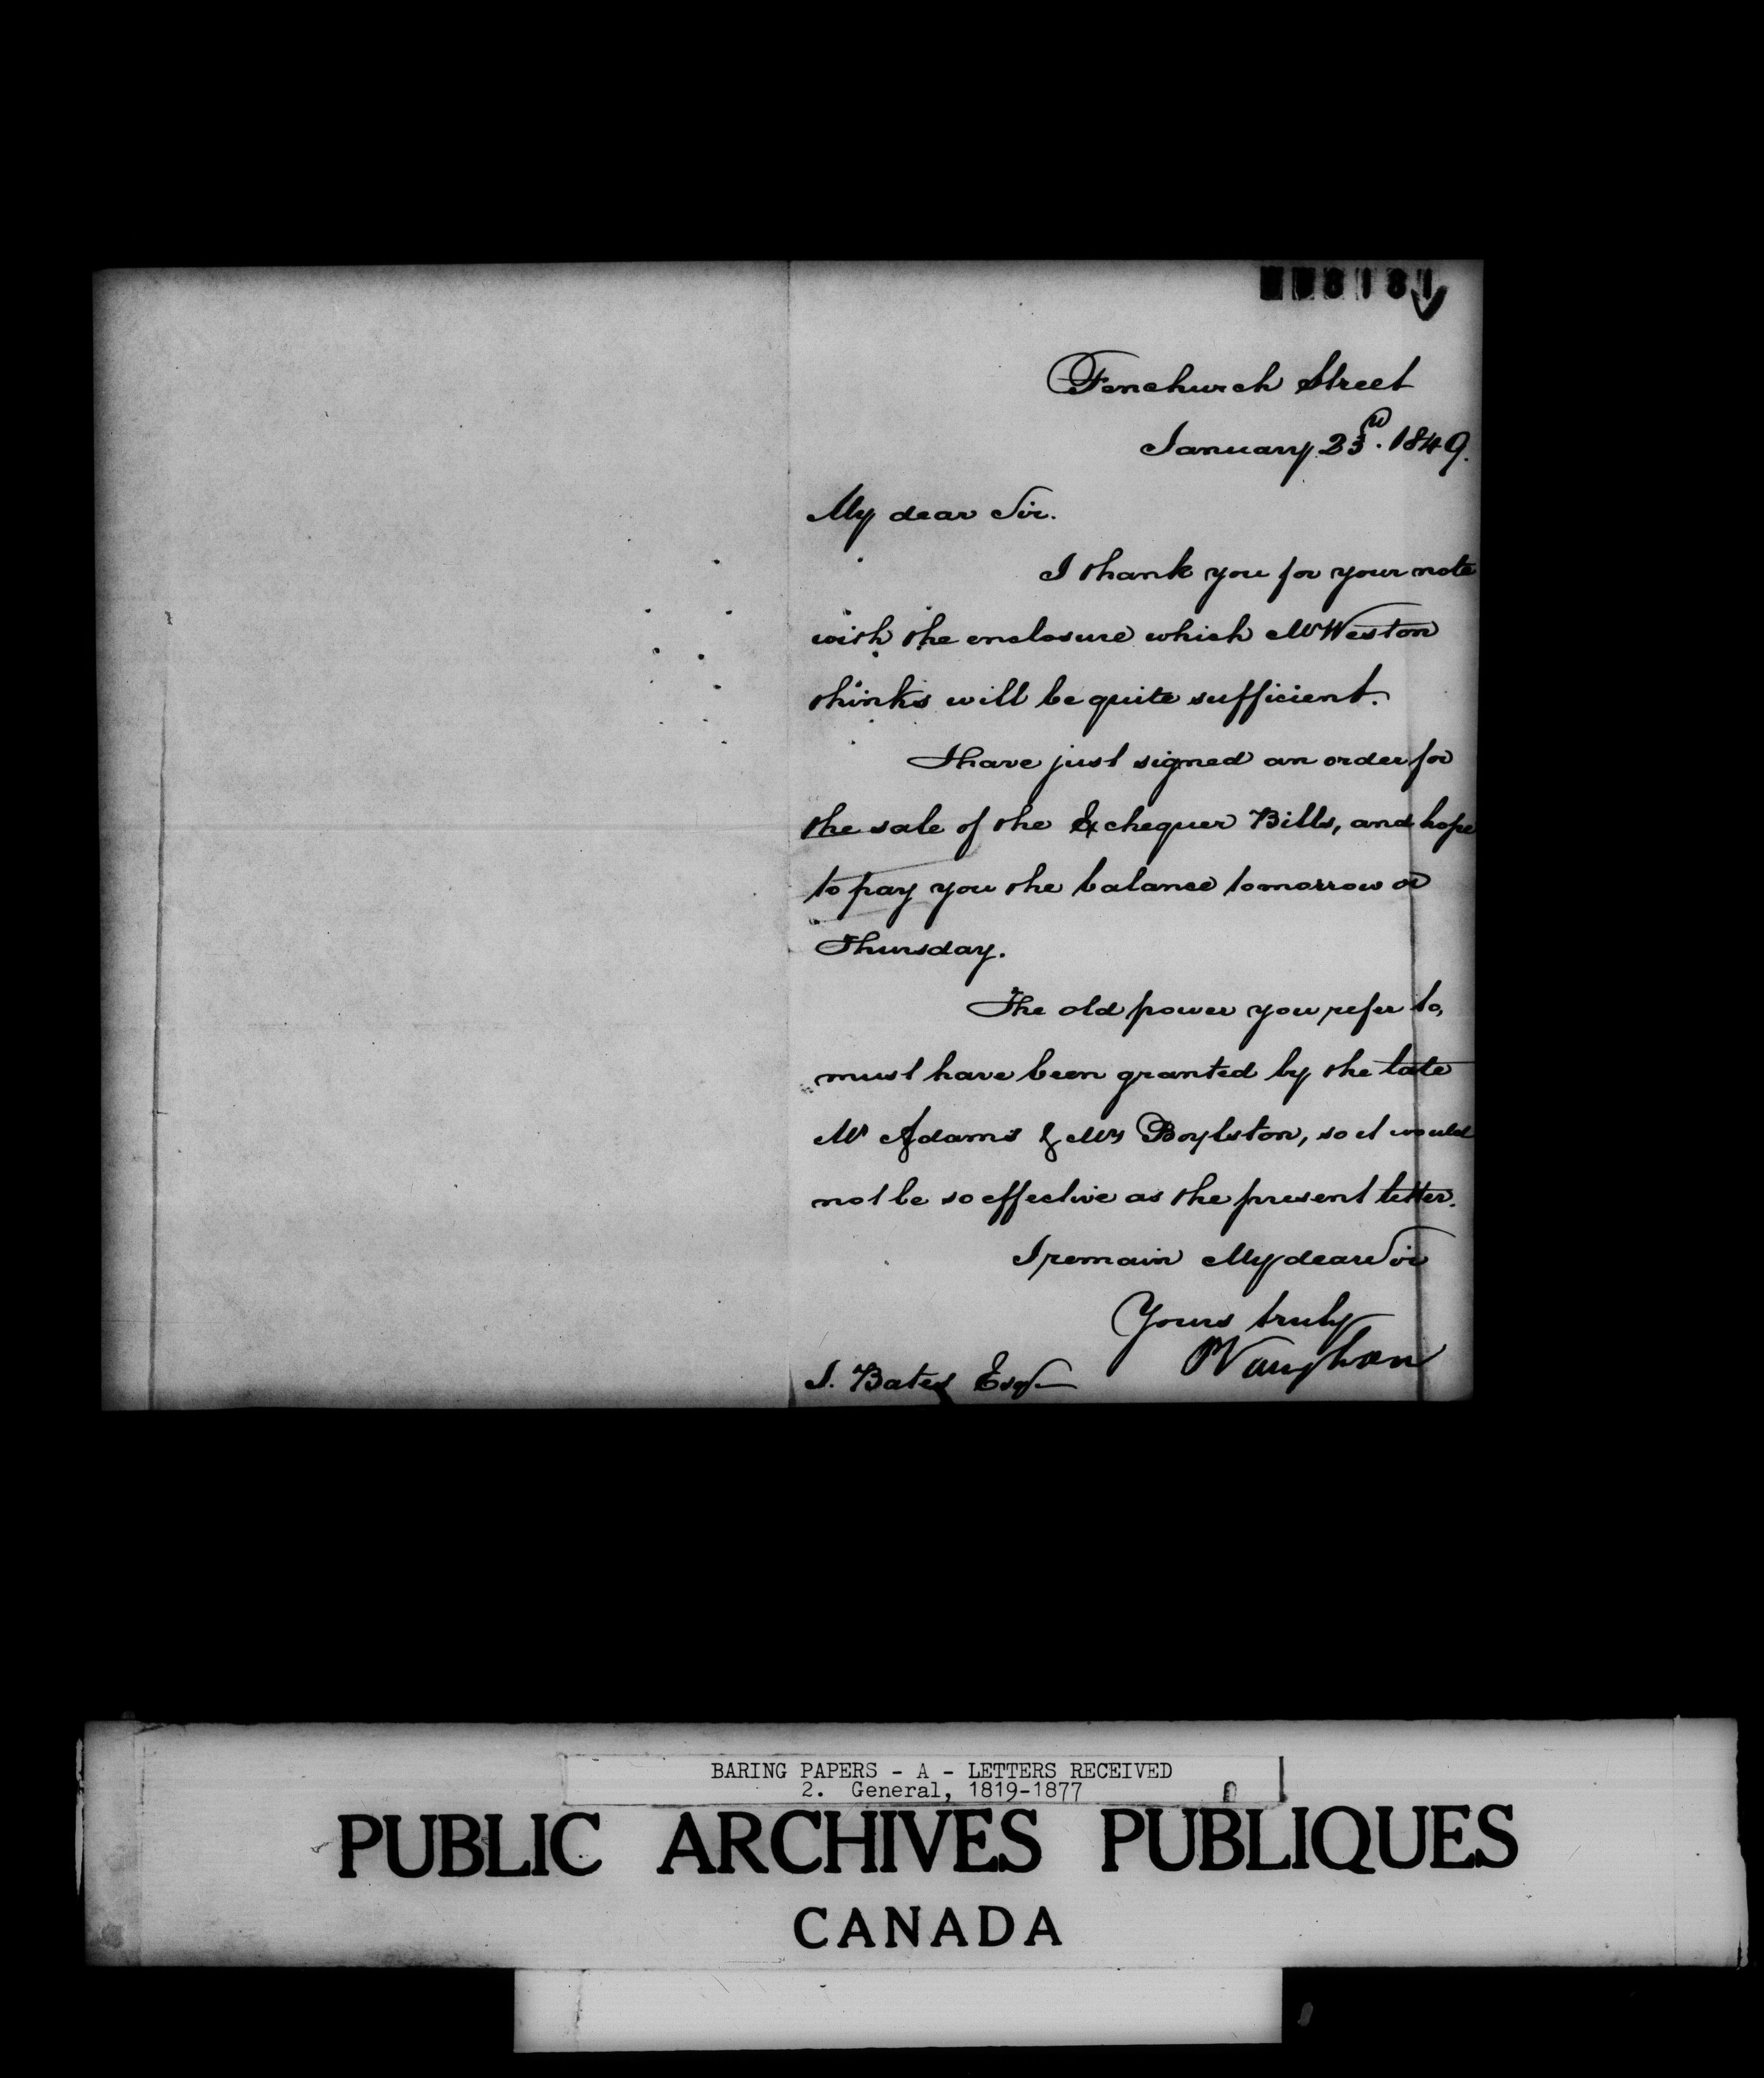 8181
Fenchurch Street
January 23d. 1849.
My dear Sir.
I thank you for your note
with the enclosure which Mr Weston
thinks will be quite sufficient.
I have just signed an order for
the sale of the Exchequer Bills, and hope
to pay you the balance tomorrow or
Thursday.
The old power you refer to,
must have been granted by the late
Mr Adams & Mrs Boylston, so it would
not be so effective as the present letter.
I remain My dear Sir
Yours truly
Vaughan
J. Bates Esqr
BARING PAPERS - A - LETTERS RECEIVED
2. General, 1819-1877
PUBLIC ARCHIVES PUBLIQUES
CANADA